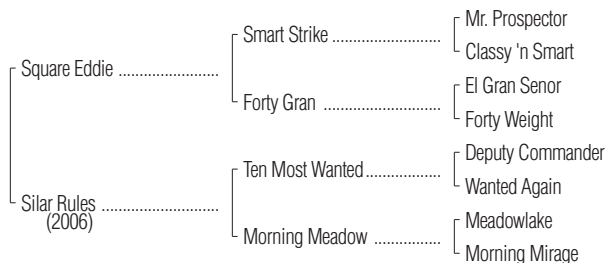 Mr. Prospector
Smart Strike
Classy 'n Smart
Square Eddie
El Gran Senor
Forty Gran
Forty Weight
Deputy Commander
Ten Most Wanted
Wanted Again
Silar Rules
(2006)
Meadowlake
Morning Meadow
Morning Mirage